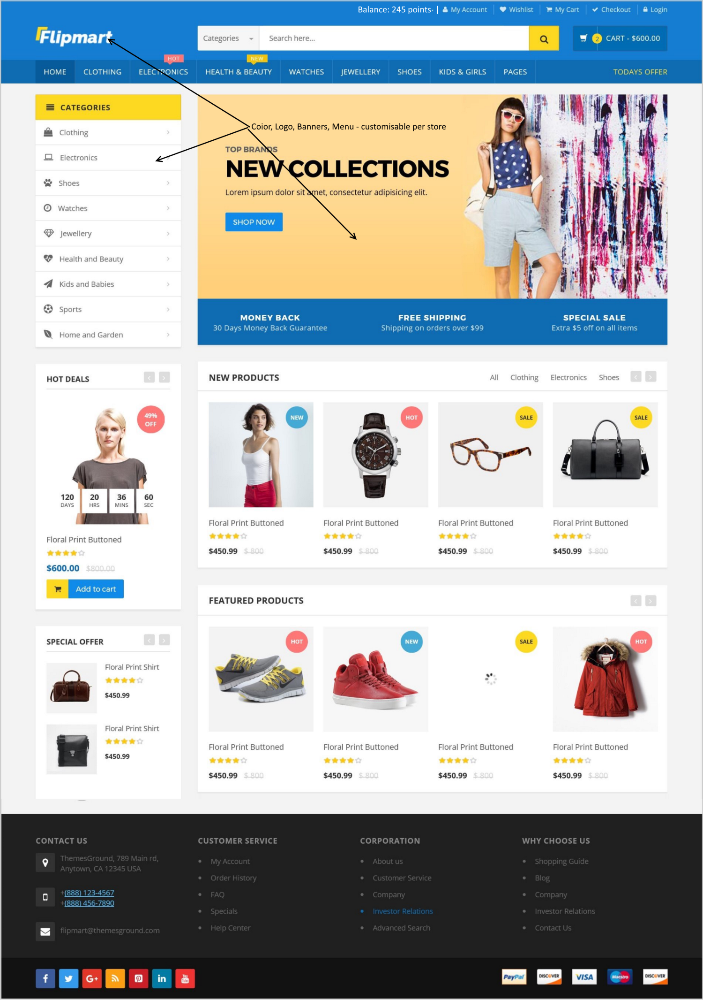 Balance: 245 points- | My Account Wishlist My Cart Checkout Login
Flipmart
Categories Search here... 2 CART - $600.00
HOT NEW
HOME CLOTHING ELECTRONICS HEALTH & BEAUTY WATCHES JEWELLERY SHOES KIDS & GIRLS PAGES TODAYS OFFER
CATEGORIES
Clothing
Electronics
Shoes
Watches
Jewellery
Health and Beauty
Kids and Babies
Sports
Home and Garden
Coior, Logo, Banners, Menu - customisable per store
TOP BRANDS
NEW COLLECTIONS
Lorem ipsum dolor sit amet, consectetur adipisicing elit.
SHOP NOW
MONEY BACK FREE SHIPPING SPECIAL SALE
30 Days Money Back Guarantee Shipping on orders over $99 Extra $5 off on all items
HOT DEALS
49%
OFF
120 20 36 60
DAYS HRS MINS SEC
Floral Print Buttoned
$600.00 $800.00
Add to cart
SPECIAL OFFER
Floral Print Shirt
$450.99
Floral Print Shirt
$450.99
NEW PRODUCTS All Clothing Electronics Shoes
NEW HOT SALE SALE
Floral Print Buttoned Floral Print Buttoned Floral Print Buttoned Floral Print Buttoned
$450.99 $ 800 $450.99 $ 800 $450.99 $ 800 $450.99 $ 800
FEATURED PRODUCTS
HOT NEW SALE HOT
Floral Print Buttoned Floral Print Buttoned Floral Print Buttoned Floral Print Buttoned
$450.99 $ 800 $450.99 $ 800 $450.99 $ 800 $450.99 $ 800
CONTACT US
ThemesGround, 789 Main rd,
Anytown, CA 12345 USA
+(888) 123-4567
+(888) 456-7890
flipmart@themesground.com
CUSTOMER SERVICE
My Account
Order History
FAQ
Specials
Help Center
CORPORATION
About us
Customer Service
Company
Investor Relations
Advanced Search
WHY CHOOSE US
Shopping Guide
Blog
Company
Investor Relations
Contact Us
f G+ in You Tube PayPal DISCOVER VISA Maestro DISCOVER